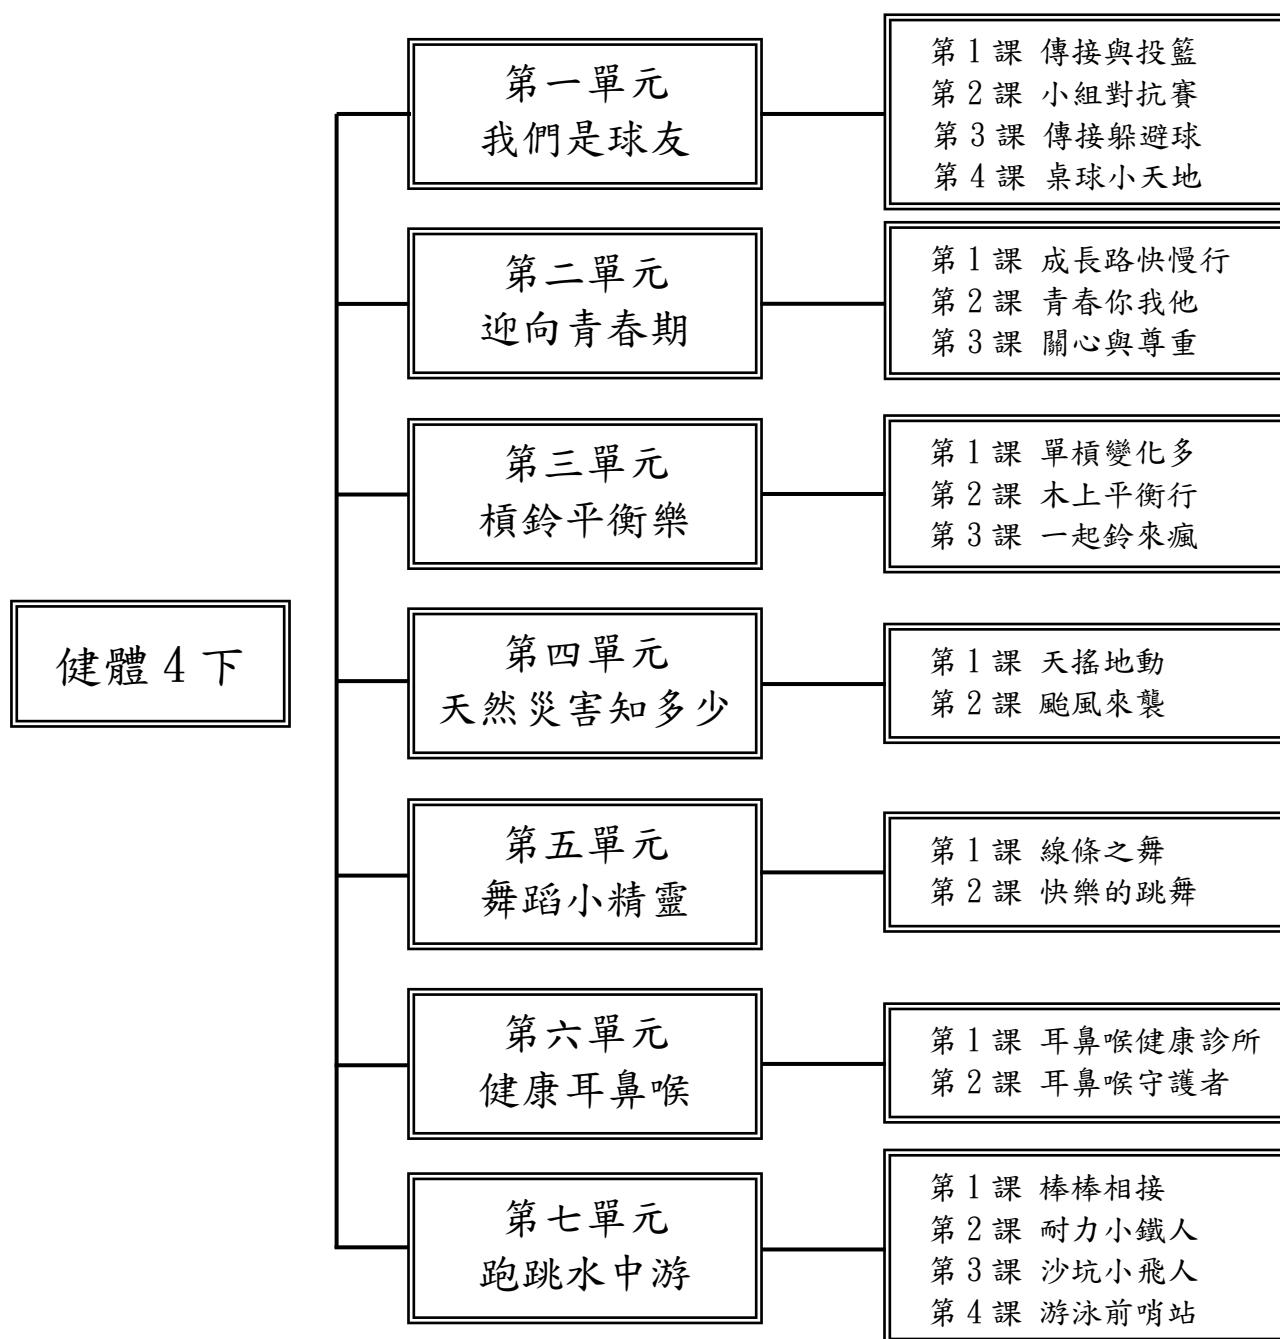 健體4下
第一單元
我們是球友
第1課 傳接與投籃
第2課 小組對抗賽
第3課 傳接躲避球
第4課 桌球小天地
第二單元
迎向青春期
第1課 成長路快慢行
第2課 青春你我他
第3課 關心與尊重
第三單元
槓鈴平衡樂
第1課 單槓變化多
第2課 木上平衡行
第3課 一起鈴來瘋
第四單元
天然災害知多少
第1課 天搖地動
第2課 颱風來襲
第五單元
舞蹈小精靈
第1課 線條之舞
第2課 快樂的跳舞
第六單元
健康耳鼻喉
第1課 耳鼻喉健康診所
第2課 耳鼻喉守護者
第七單元
跑跳水中游
第1課 棒棒相接
第2課 耐力小鐵人
第3課 沙坑小飛人
第4課 游泳前哨站